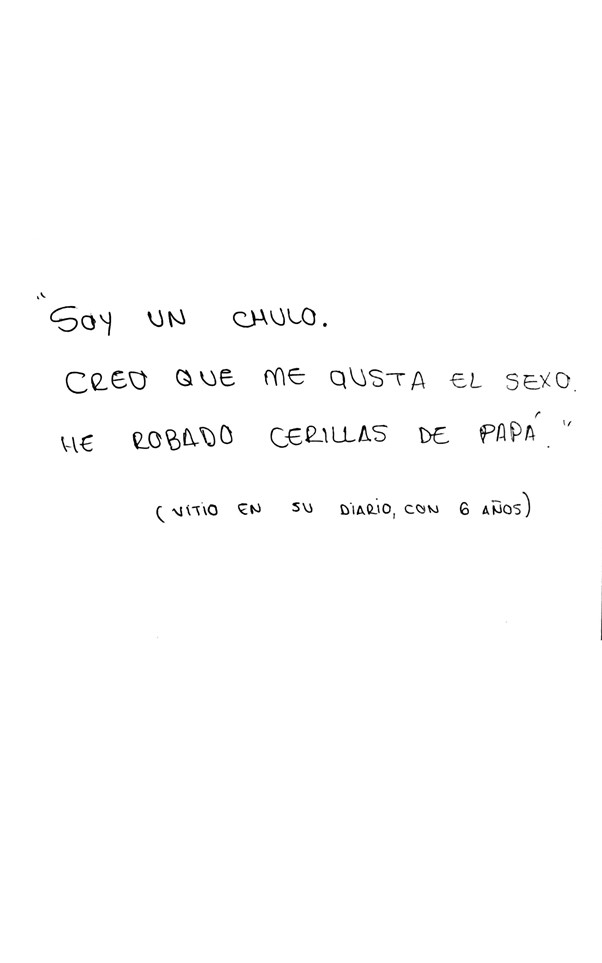 "Soy UN CHULO.
CREO QUE ME GUSTA EL SEXO.
HE ROBADO CERILLAS DE PAPÁ."
(VITIO EN SU DIARIO, CON 6 AÑOS)